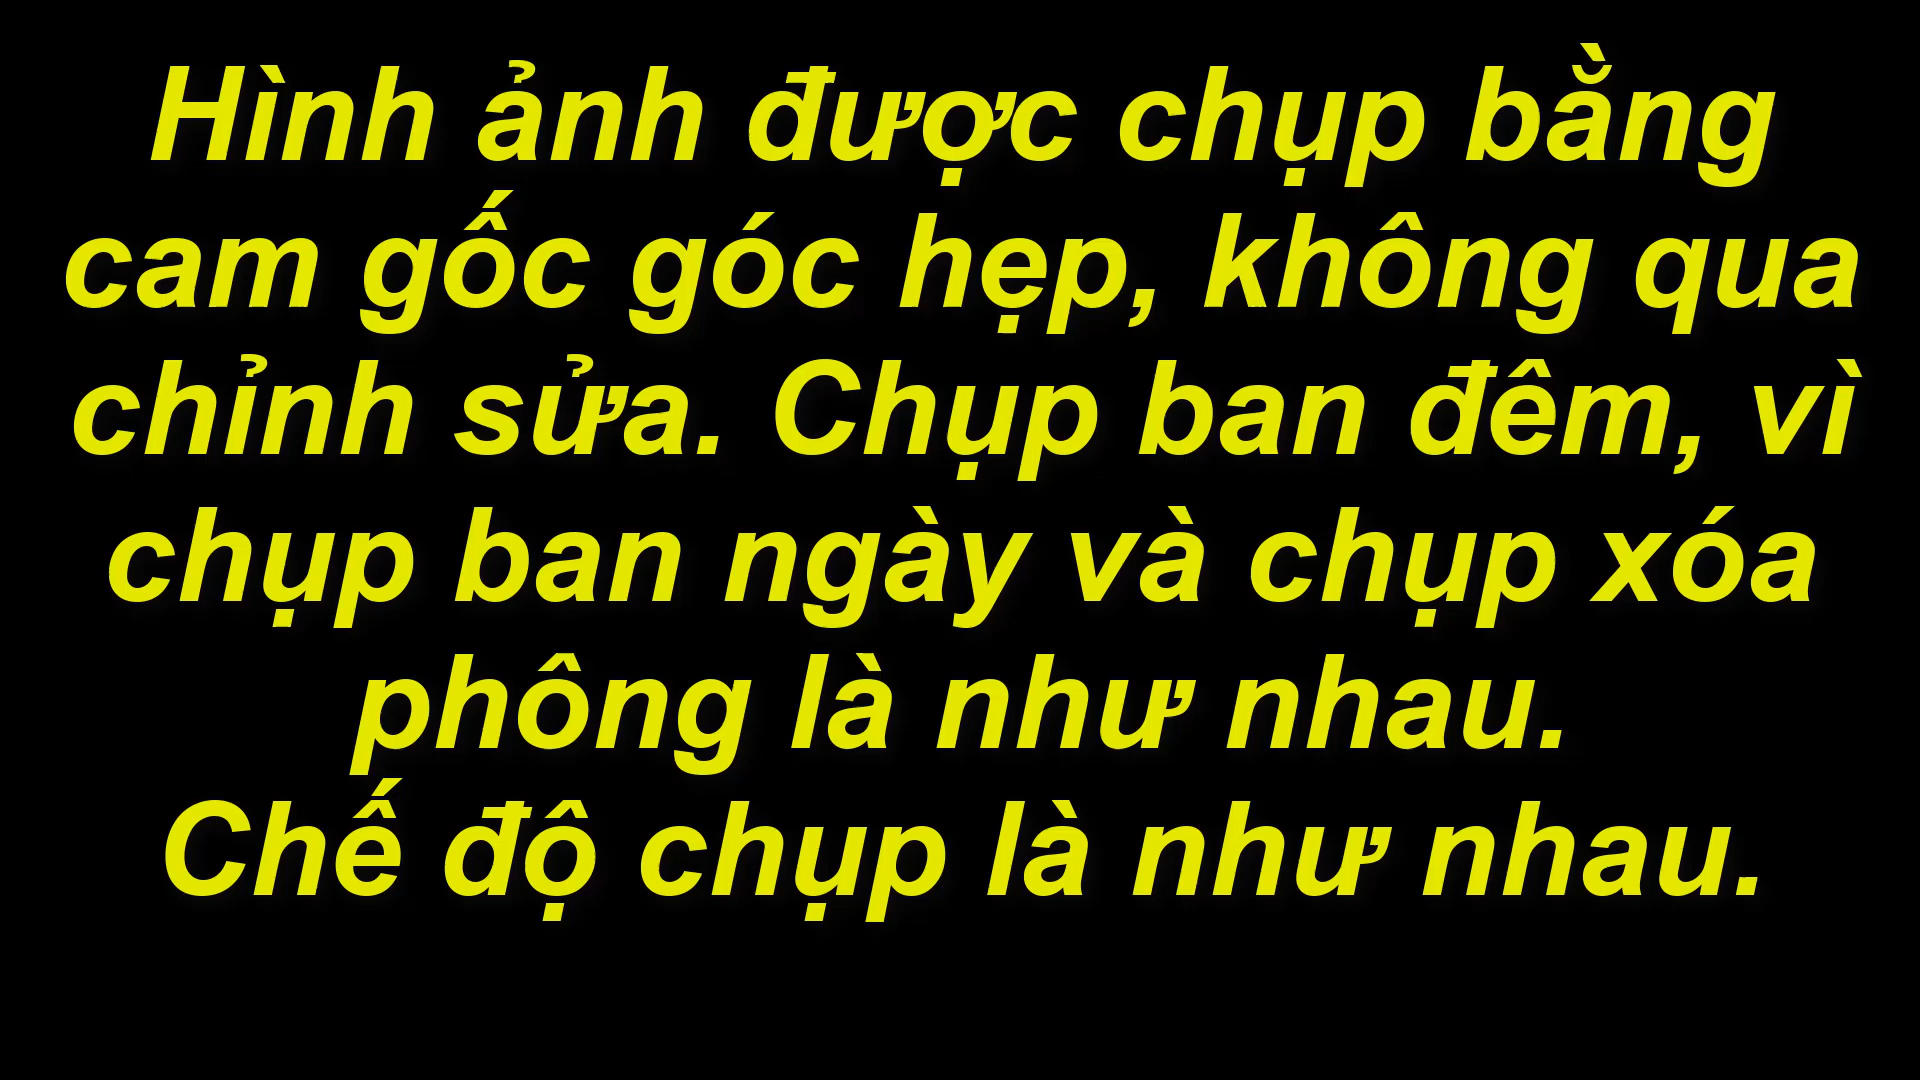 Hình ảnh được chụp bằng
cam gốc góc hẹp, không qua
chỉnh sửa. Chụp ban đêm, vì
chụp ban ngày và chụp xóa
phông là như nhau.
Chế độ chụp là như nhau.